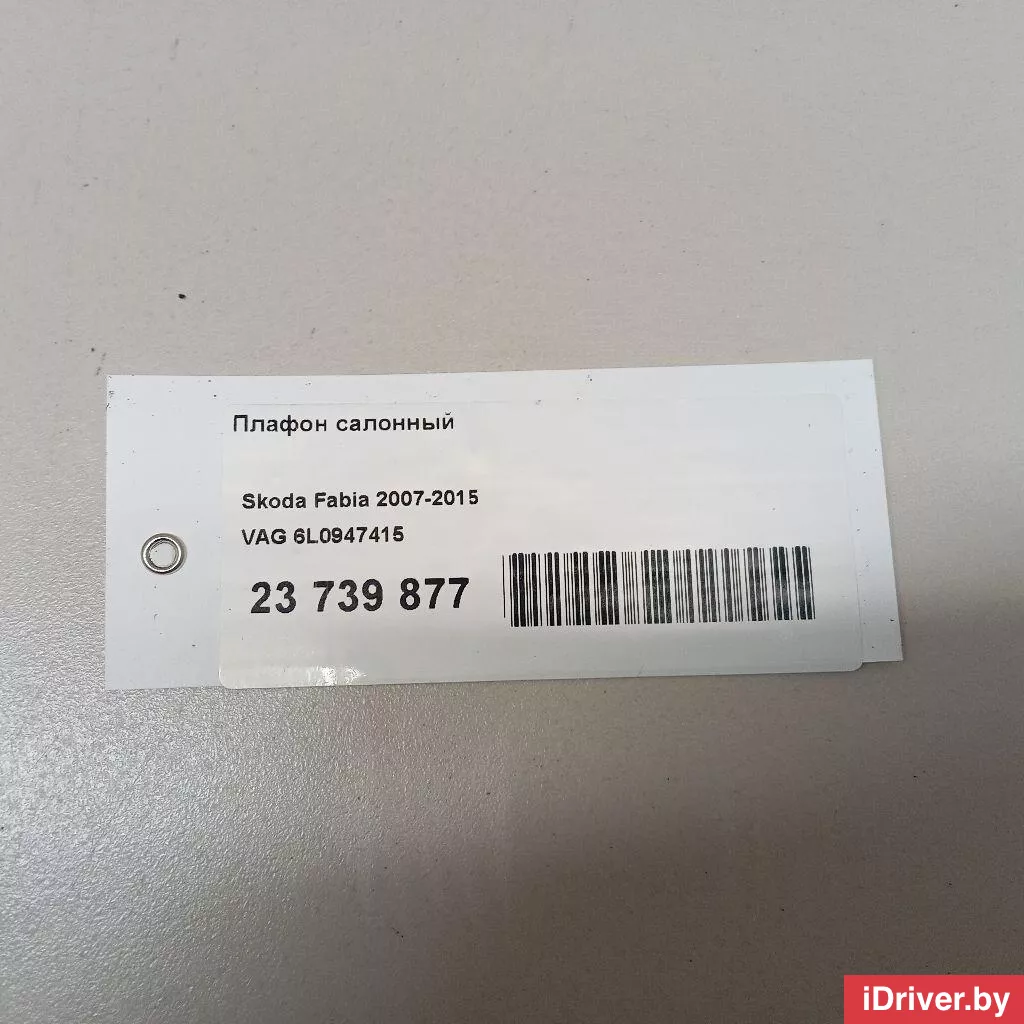 Плафон салонный
Skoda Fabia 2007-2015
VAG 6L0947415
23 739 877
iDriver.by